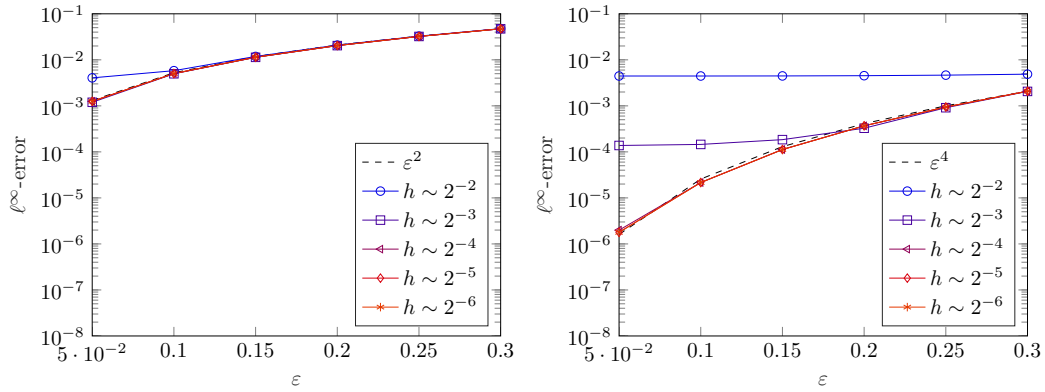 10^{-1}
10^{-2}
10^{-3}
10^{-4}
10^{-5}
10^{-6}
10^{-7}
10^{-8}
ℓ^∞-error
5 · 10^{-2} 0.1 0.15 0.2 0.25 0.3
ε
ε^2
h ∼ 2^{-2}
h ∼ 2^{-3}
h ∼ 2^{-4}
h ∼ 2^{-5}
h ∼ 2^{-6}
10^{-1}
10^{-2}
10^{-3}
10^{-4}
10^{-5}
10^{-6}
10^{-7}
10^{-8}
ℓ^∞-error
5 · 10^{-2} 0.1 0.15 0.2 0.25 0.3
ε
ε^4
h ∼ 2^{-2}
h ∼ 2^{-3}
h ∼ 2^{-4}
h ∼ 2^{-5}
h ∼ 2^{-6}